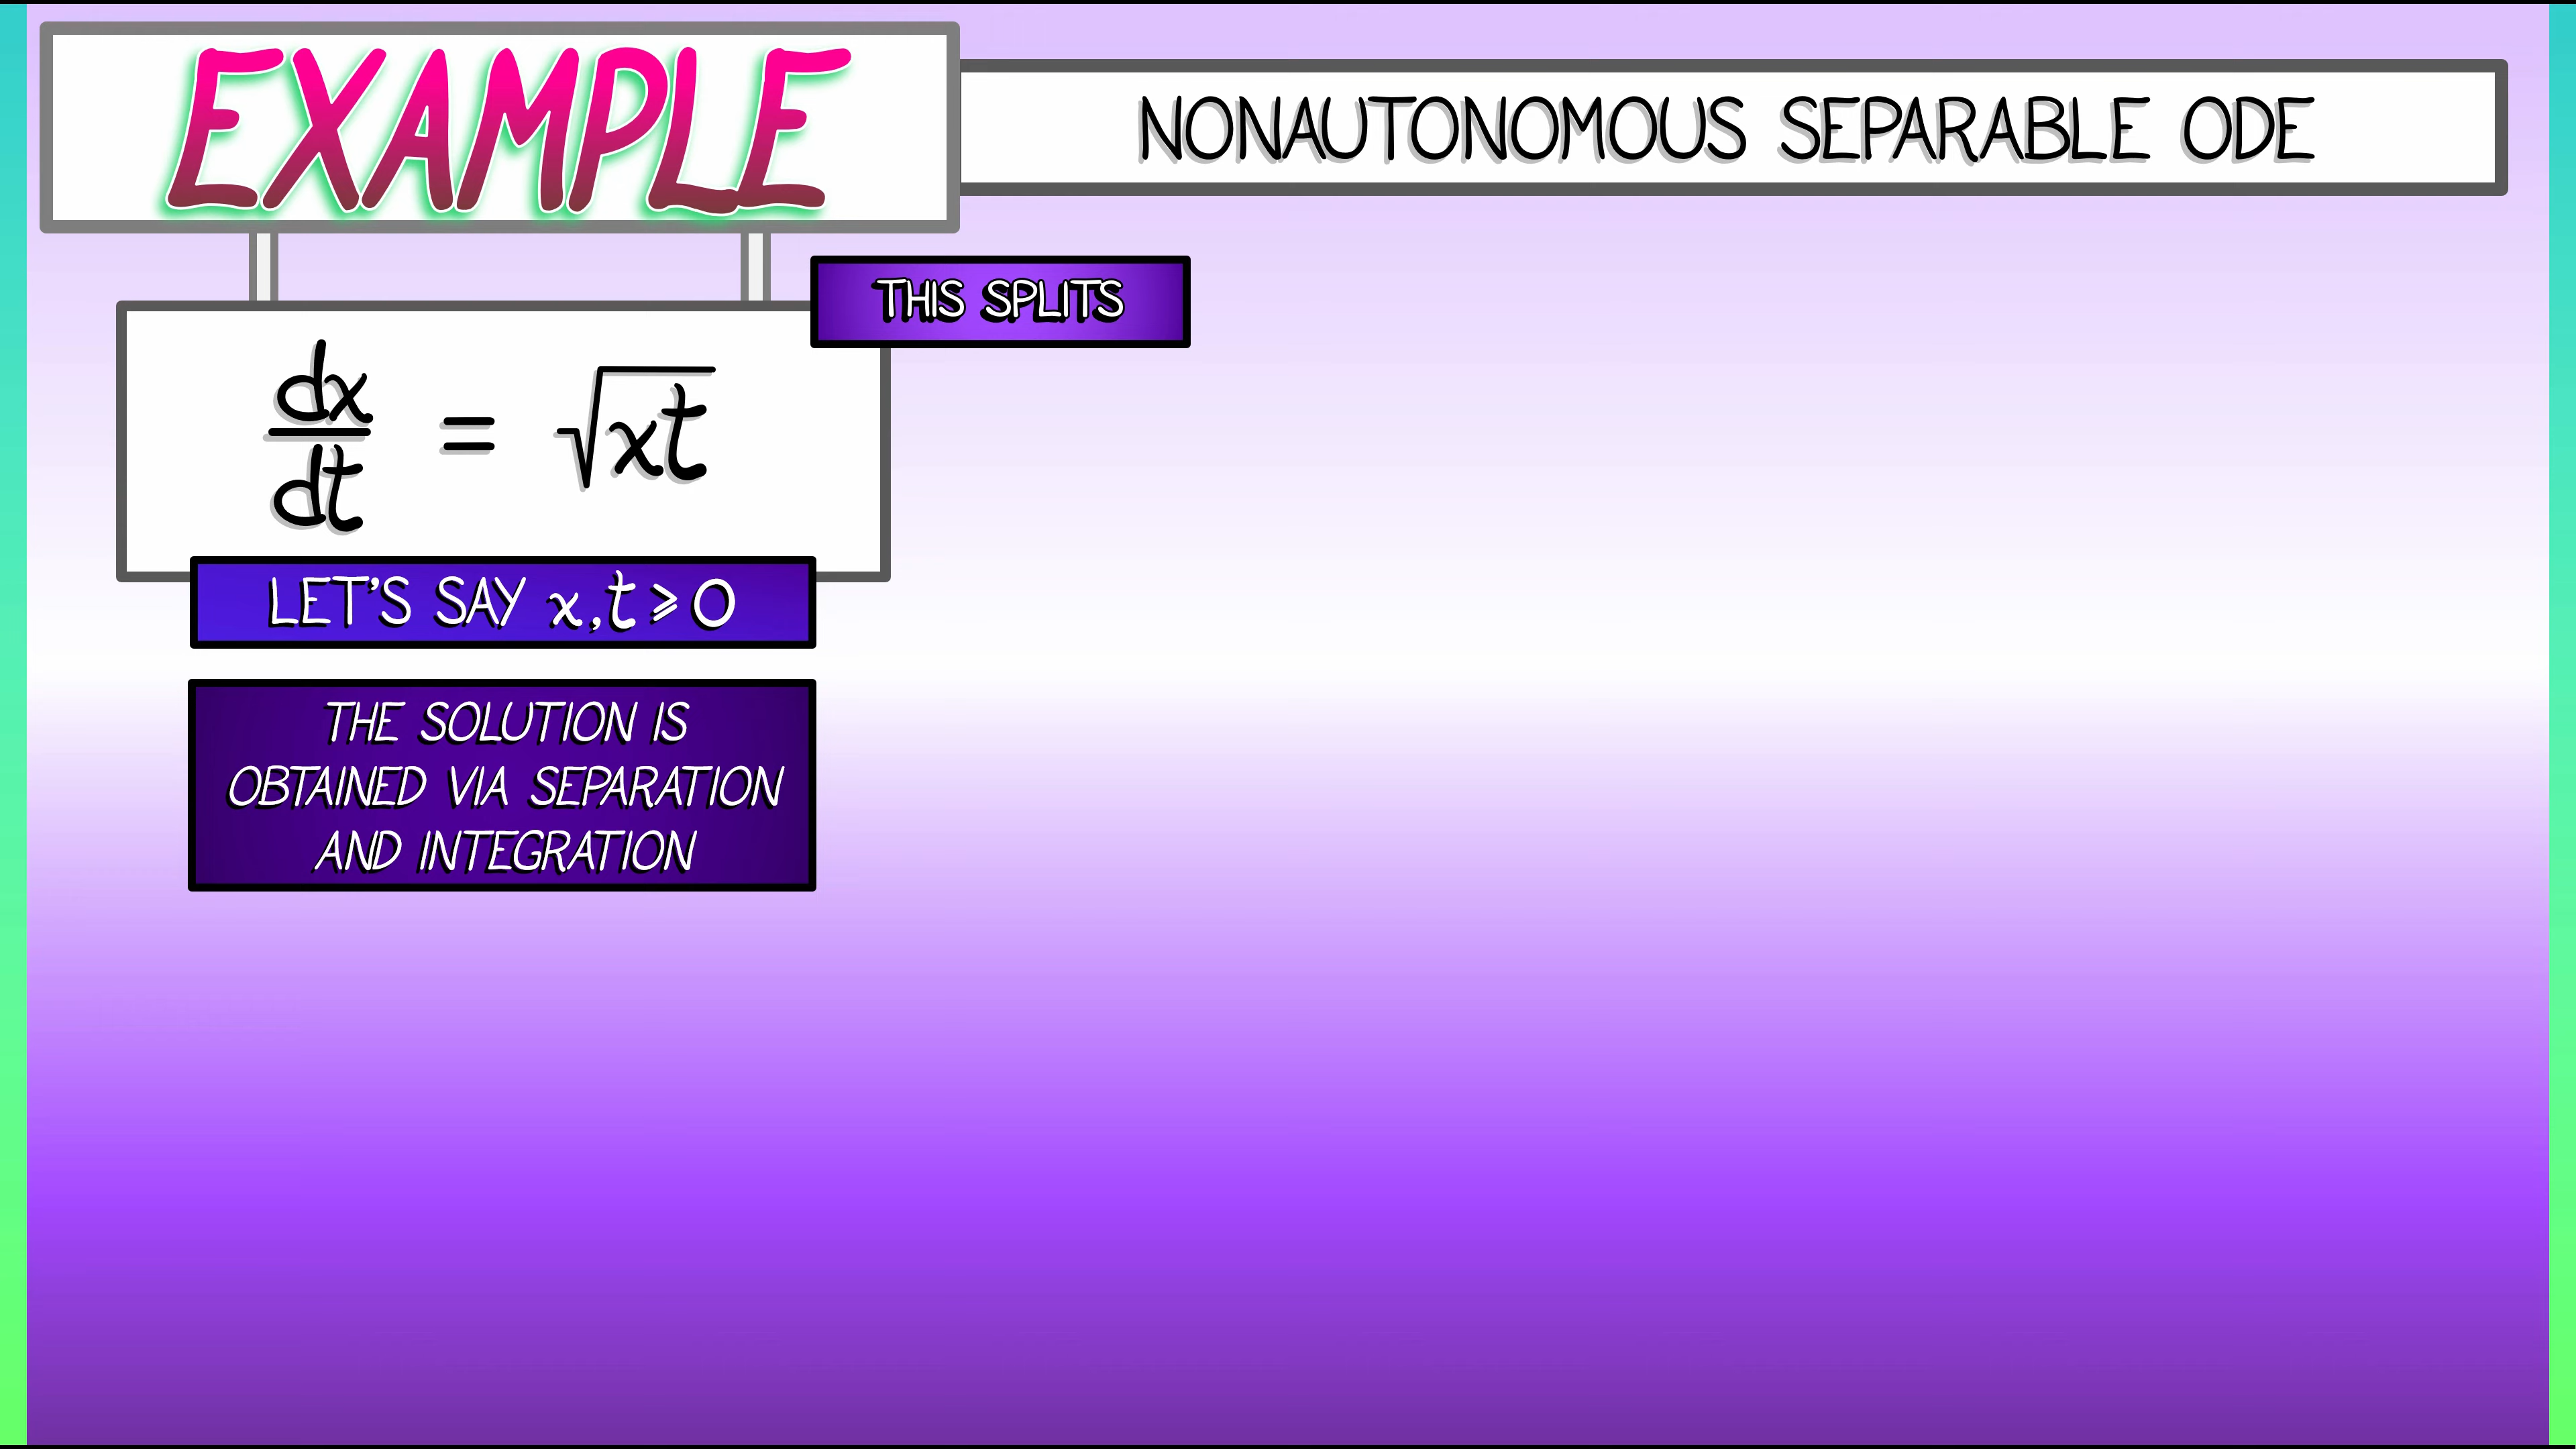 EXAMPLE
NONAUTONOMOUS SEPARABLE ODE
THIS SPLITS
dx/dt = √xt
LET'S SAY x,t ⩾ 0
THE SOLUTION IS
OBTAINED VIA SEPARATION
AND INTEGRATION